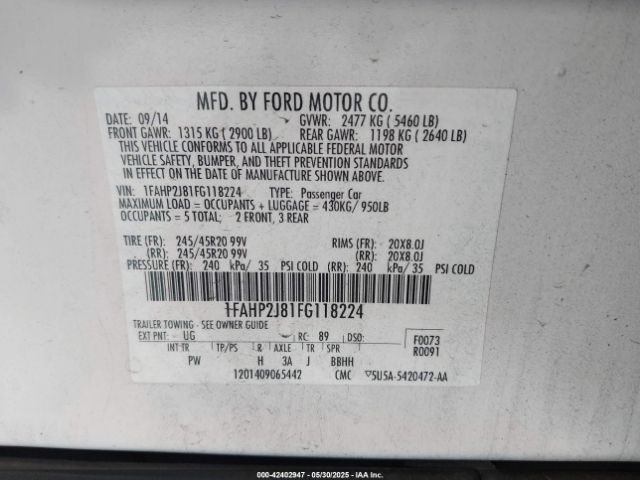 MFD. BY FORD MOTOR CO.
DATE: 09/14 GVWR: 2477 KG ( 5460 LB)
FRONT GAWR: 1315 KG ( 2900 LB) REAR GAWR: 1198 KG ( 2640 LB)
THIS VEHICLE CONFORMS TO ALL APPLICABLE FEDERAL MOTOR
VEHICLE SAFETY, BUMPER, AND THEFT PREVENTION STANDARDS
IN EFFECT ON THE DATE OF MANUFACTURE SHOWN ABOVE.
VIN: 1FAHP2J81FG118224 TYPE: Passenger Car
MAXIMUM LOAD = OCCUPANTS + LUGGAGE = 430KG/ 950LB
OCCUPANTS = 5 TOTAL; 2 FRONT, 3 REAR
TIRE (FR): 245/45R20 99V RIMS (FR): 20X8.0J
(RR): 245/45R20 99V (RR): 20X8.0J
PRESSURE (FR): 240 kPa/ 35 PSI COLD (RR): 240 kPa/ 35 PSI COLD
1FAHP2J81FG118224
TRAILER TOWING - SEE OWNER GUIDE
EXT PNT: UG RC: 89 DSO: F0073
INT TR TP/PS R AXLE TR SPR R0091
PW H 3A J BBHH
1201409065442 CMC ▽5U5A-5420472-AA
000-42402947 - 05/30/2025 - IAAI.COM